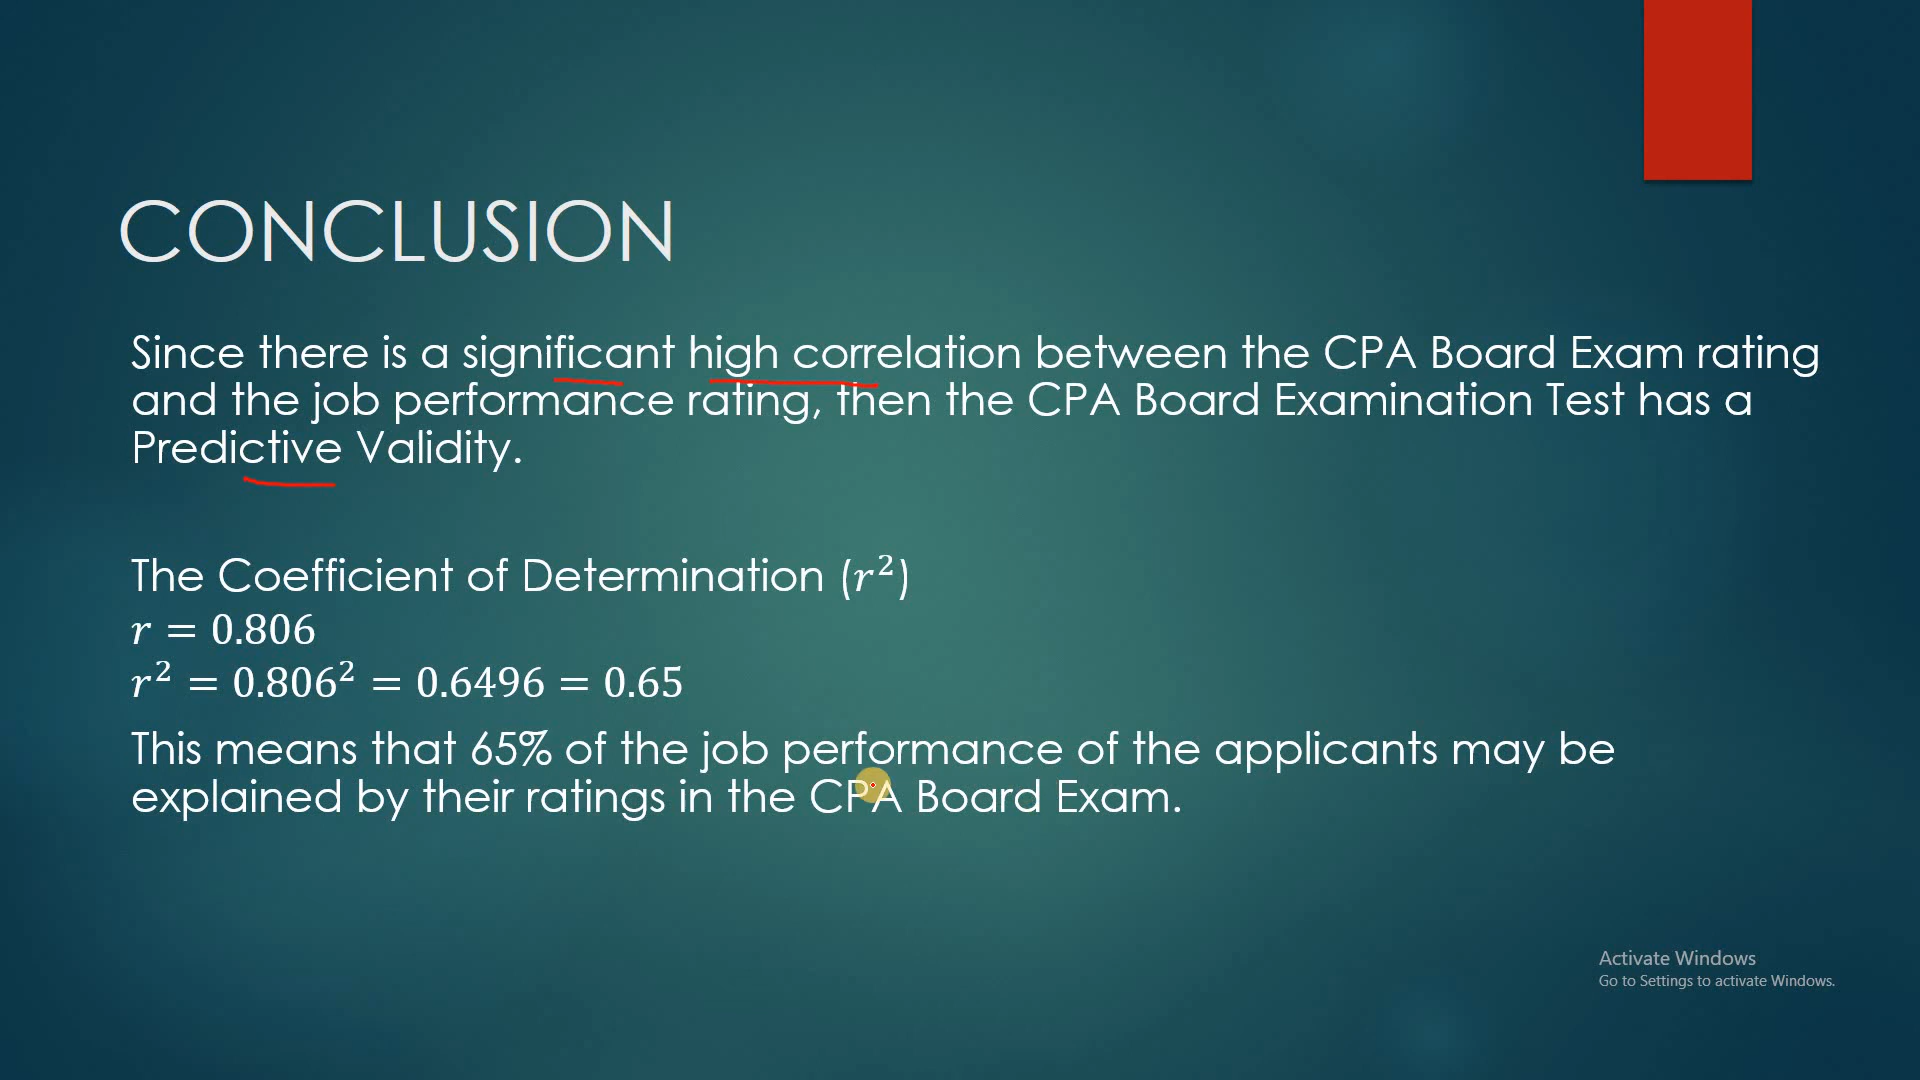 CONCLUSION
Since there is a significant high correlation between the CPA Board Exam rating
and the job performance rating, then the CPA Board Examination Test has a
Predictive Validity.
The Coefficient of Determination (r²)
r = 0.806
r² = 0.806² = 0.6496 = 0.65
This means that 65% of the job performance of the applicants may be
explained by their ratings in the CPA Board Exam.
Activate Windows
Go to Settings to activate Windows.